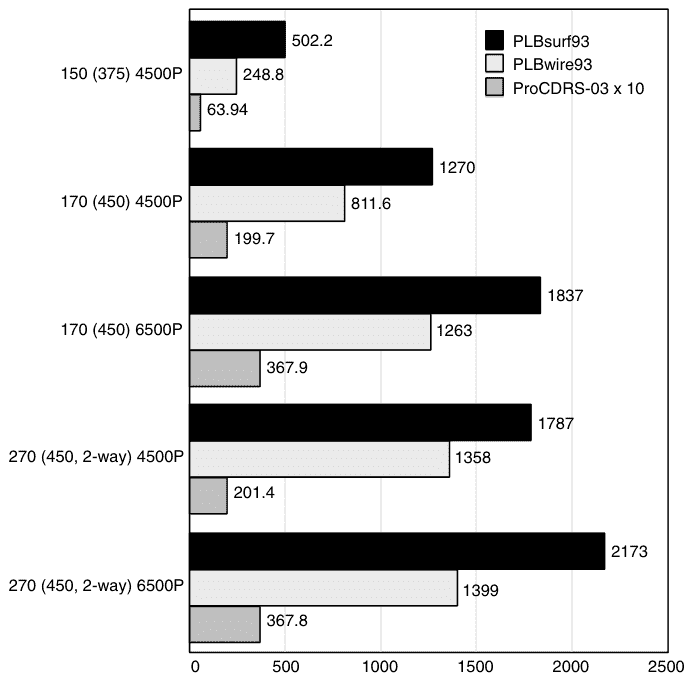 PLBsurf93
PLBwire93
ProCDRS-03 x 10
150 (375) 4500P
502.2
248.8
63.94
170 (450) 4500P
1270
811.6
199.7
170 (450) 6500P
1837
1263
367.9
270 (450, 2-way) 4500P
1787
1358
201.4
270 (450, 2-way) 6500P
2173
1399
367.8
0 500 1000 1500 2000 2500